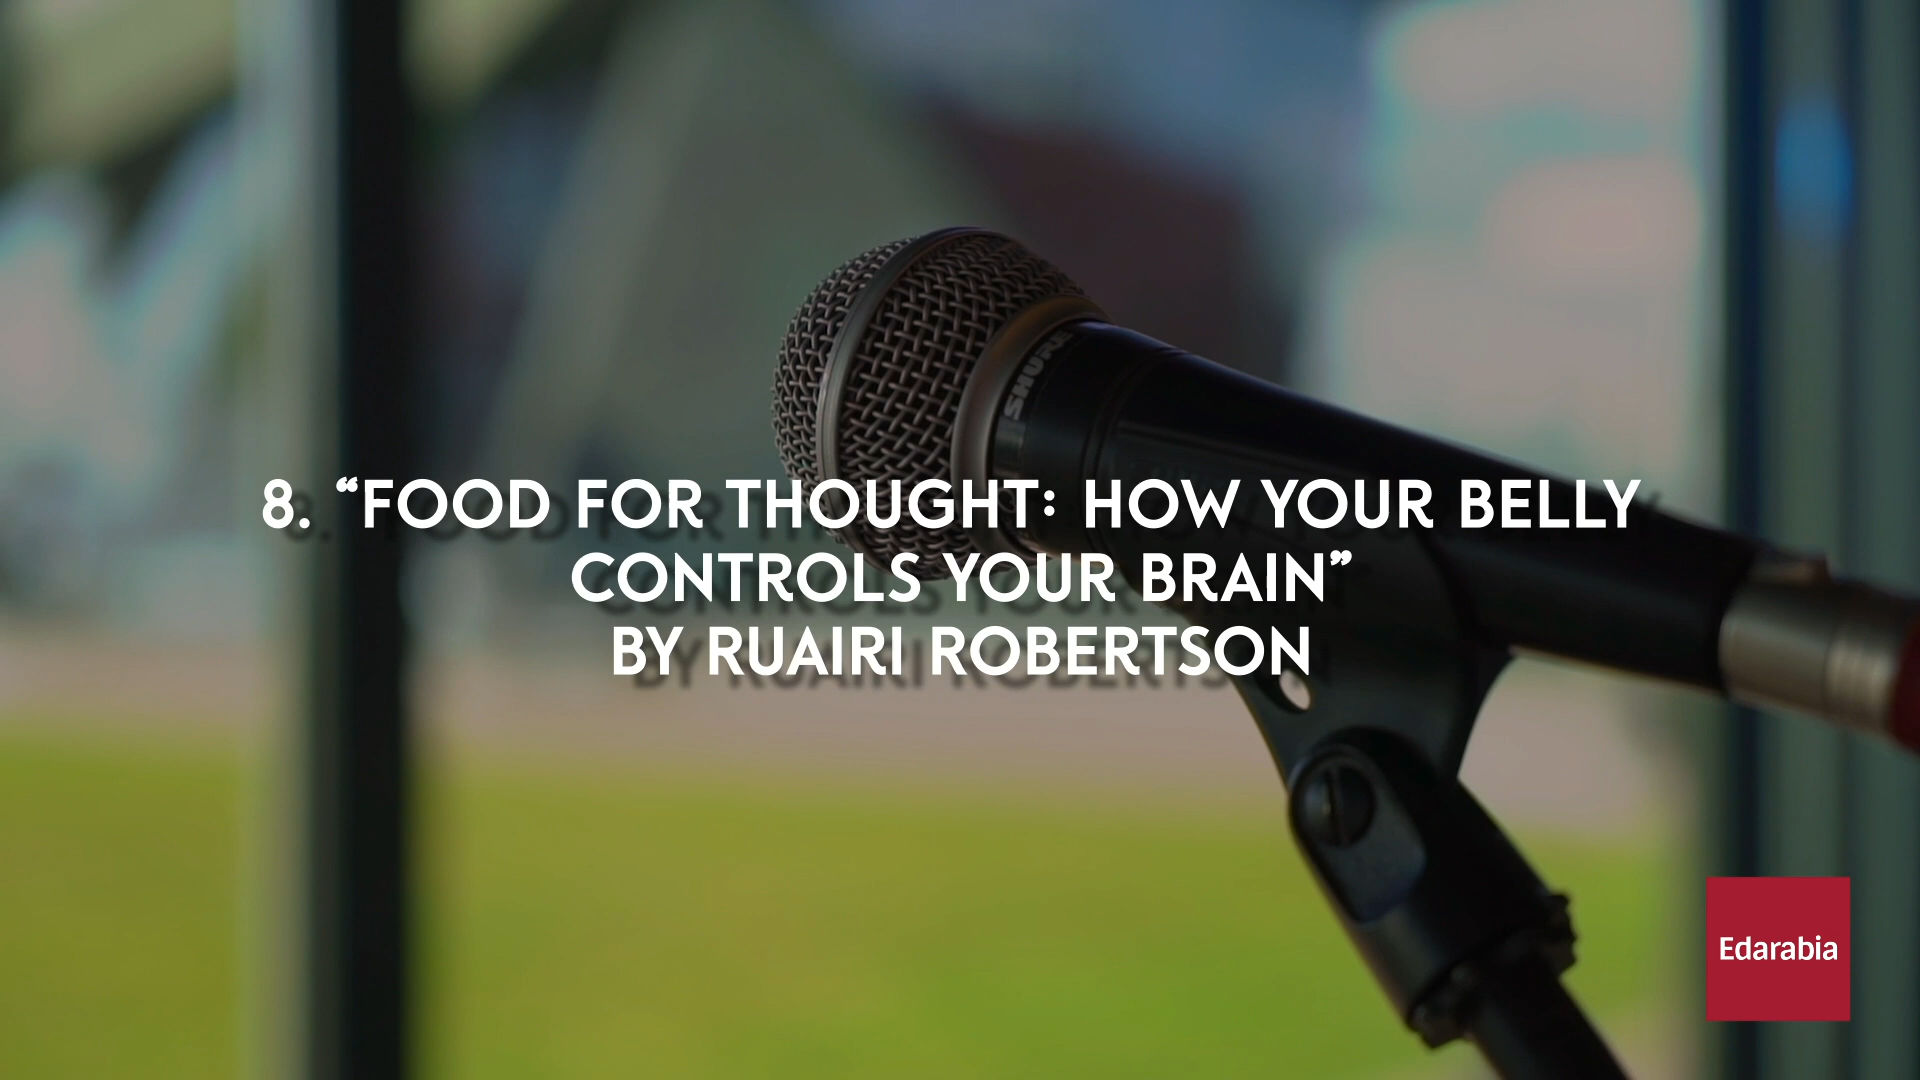 SHURE
8. “FOOD FOR THOUGHT: HOW YOUR BELLY
CONTROLS YOUR BRAIN”
BY RUAIRI ROBERTSON
Edarabia